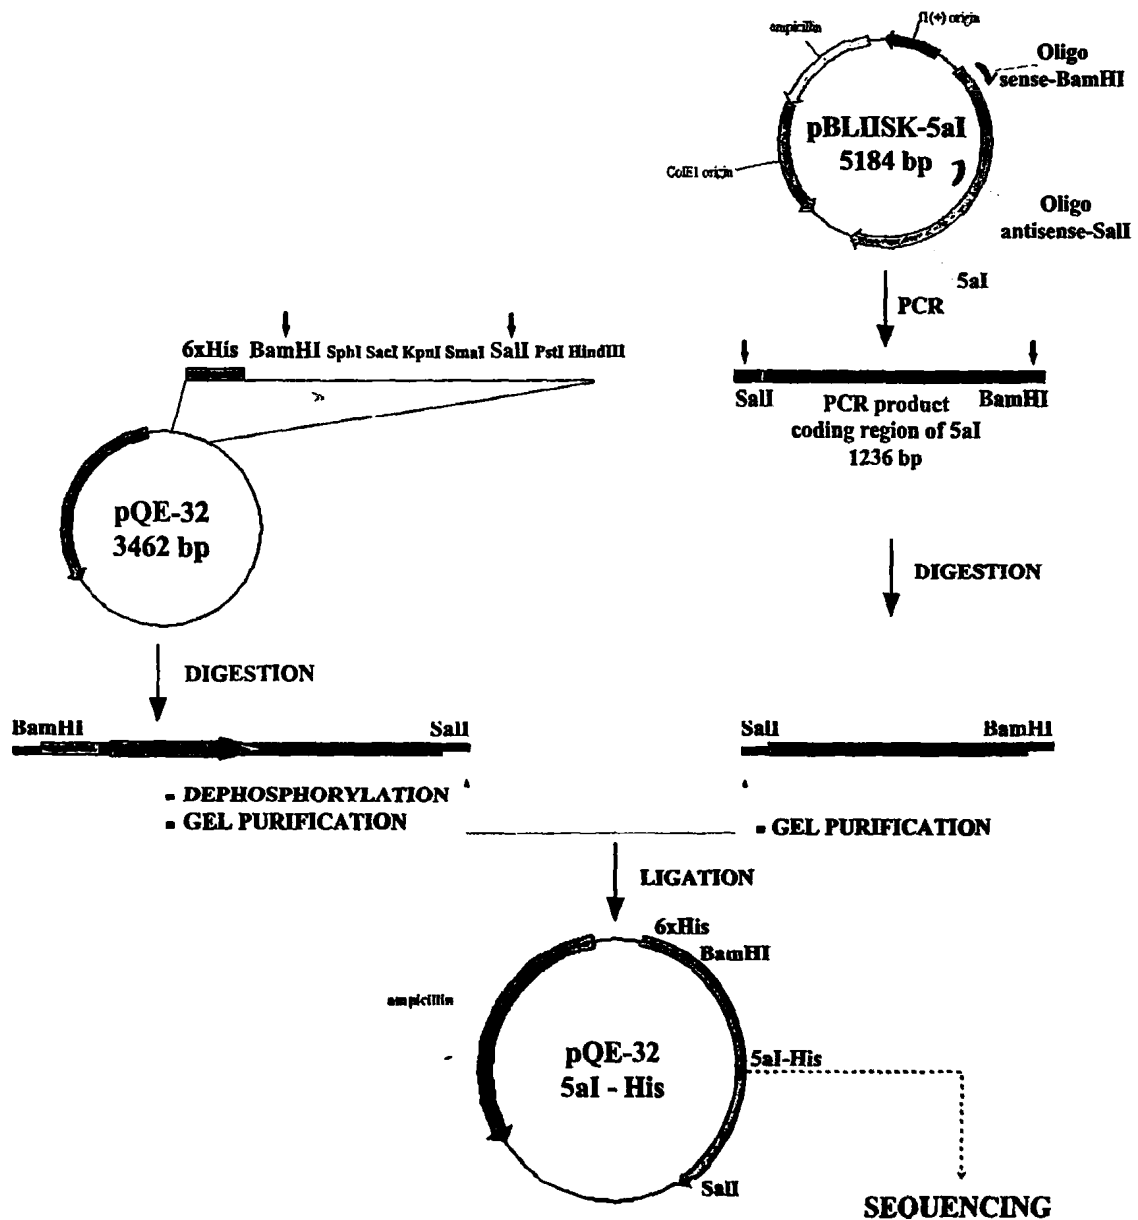 ampicillin
f1(+) origin
Oligo
sense-BamHI
pBLIISK-5aI
5184 bp
ColE1 origin
Oligo
antisense-SalI
5aI
PCR
6xHis BamHI SphI SacI KpnI SmaI SalI PstI HindIII
SalI
BamHI
PCR product
coding region of 5aI
1236 bp
pQE-32
3462 bp
DIGESTION
DIGESTION
BamHI
SalI
SalI
BamHI
- DEPHOSPHORYLATION
- GEL PURIFICATION
- GEL PURIFICATION
LIGATION
6xHis
BamHI
ampicillin
pQE-32
5aI - His
5aI-His
SalI
SEQUENCING